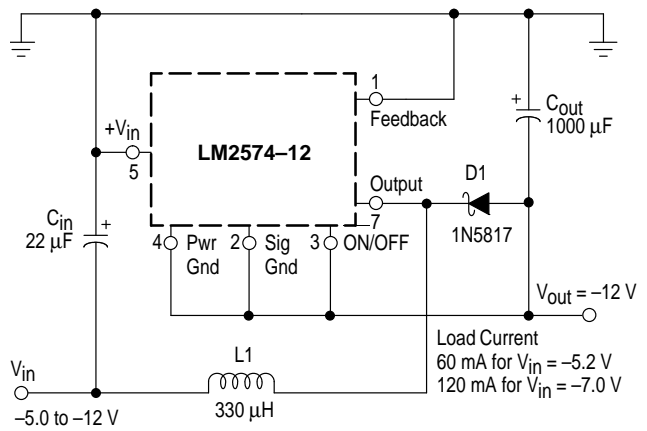 1
Feedback
+Vin
5
LM2574–12
Cout
1000 µF
+
D1
1N5817
Output
7
Cin
22 µF
+
4
Pwr
Gnd
2
Sig
Gnd
3
ON/OFF
Vout = –12 V
Load Current
60 mA for Vin = –5.2 V
120 mA for Vin = –7.0 V
L1
330 µH
Vin
–5.0 to –12 V